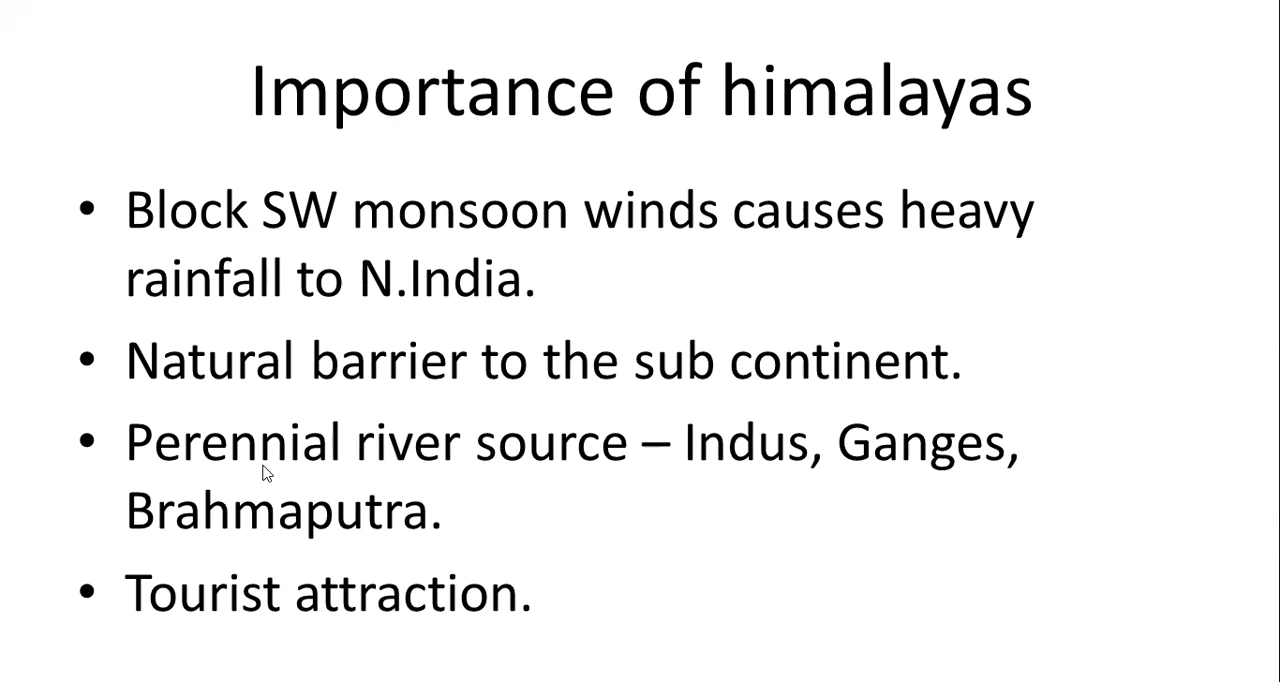 Importance of himalayas
• Block SW monsoon winds causes heavy
rainfall to N.India.
• Natural barrier to the sub continent.
• Perennial river source – Indus, Ganges,
Brahmaputra.
• Tourist attraction.